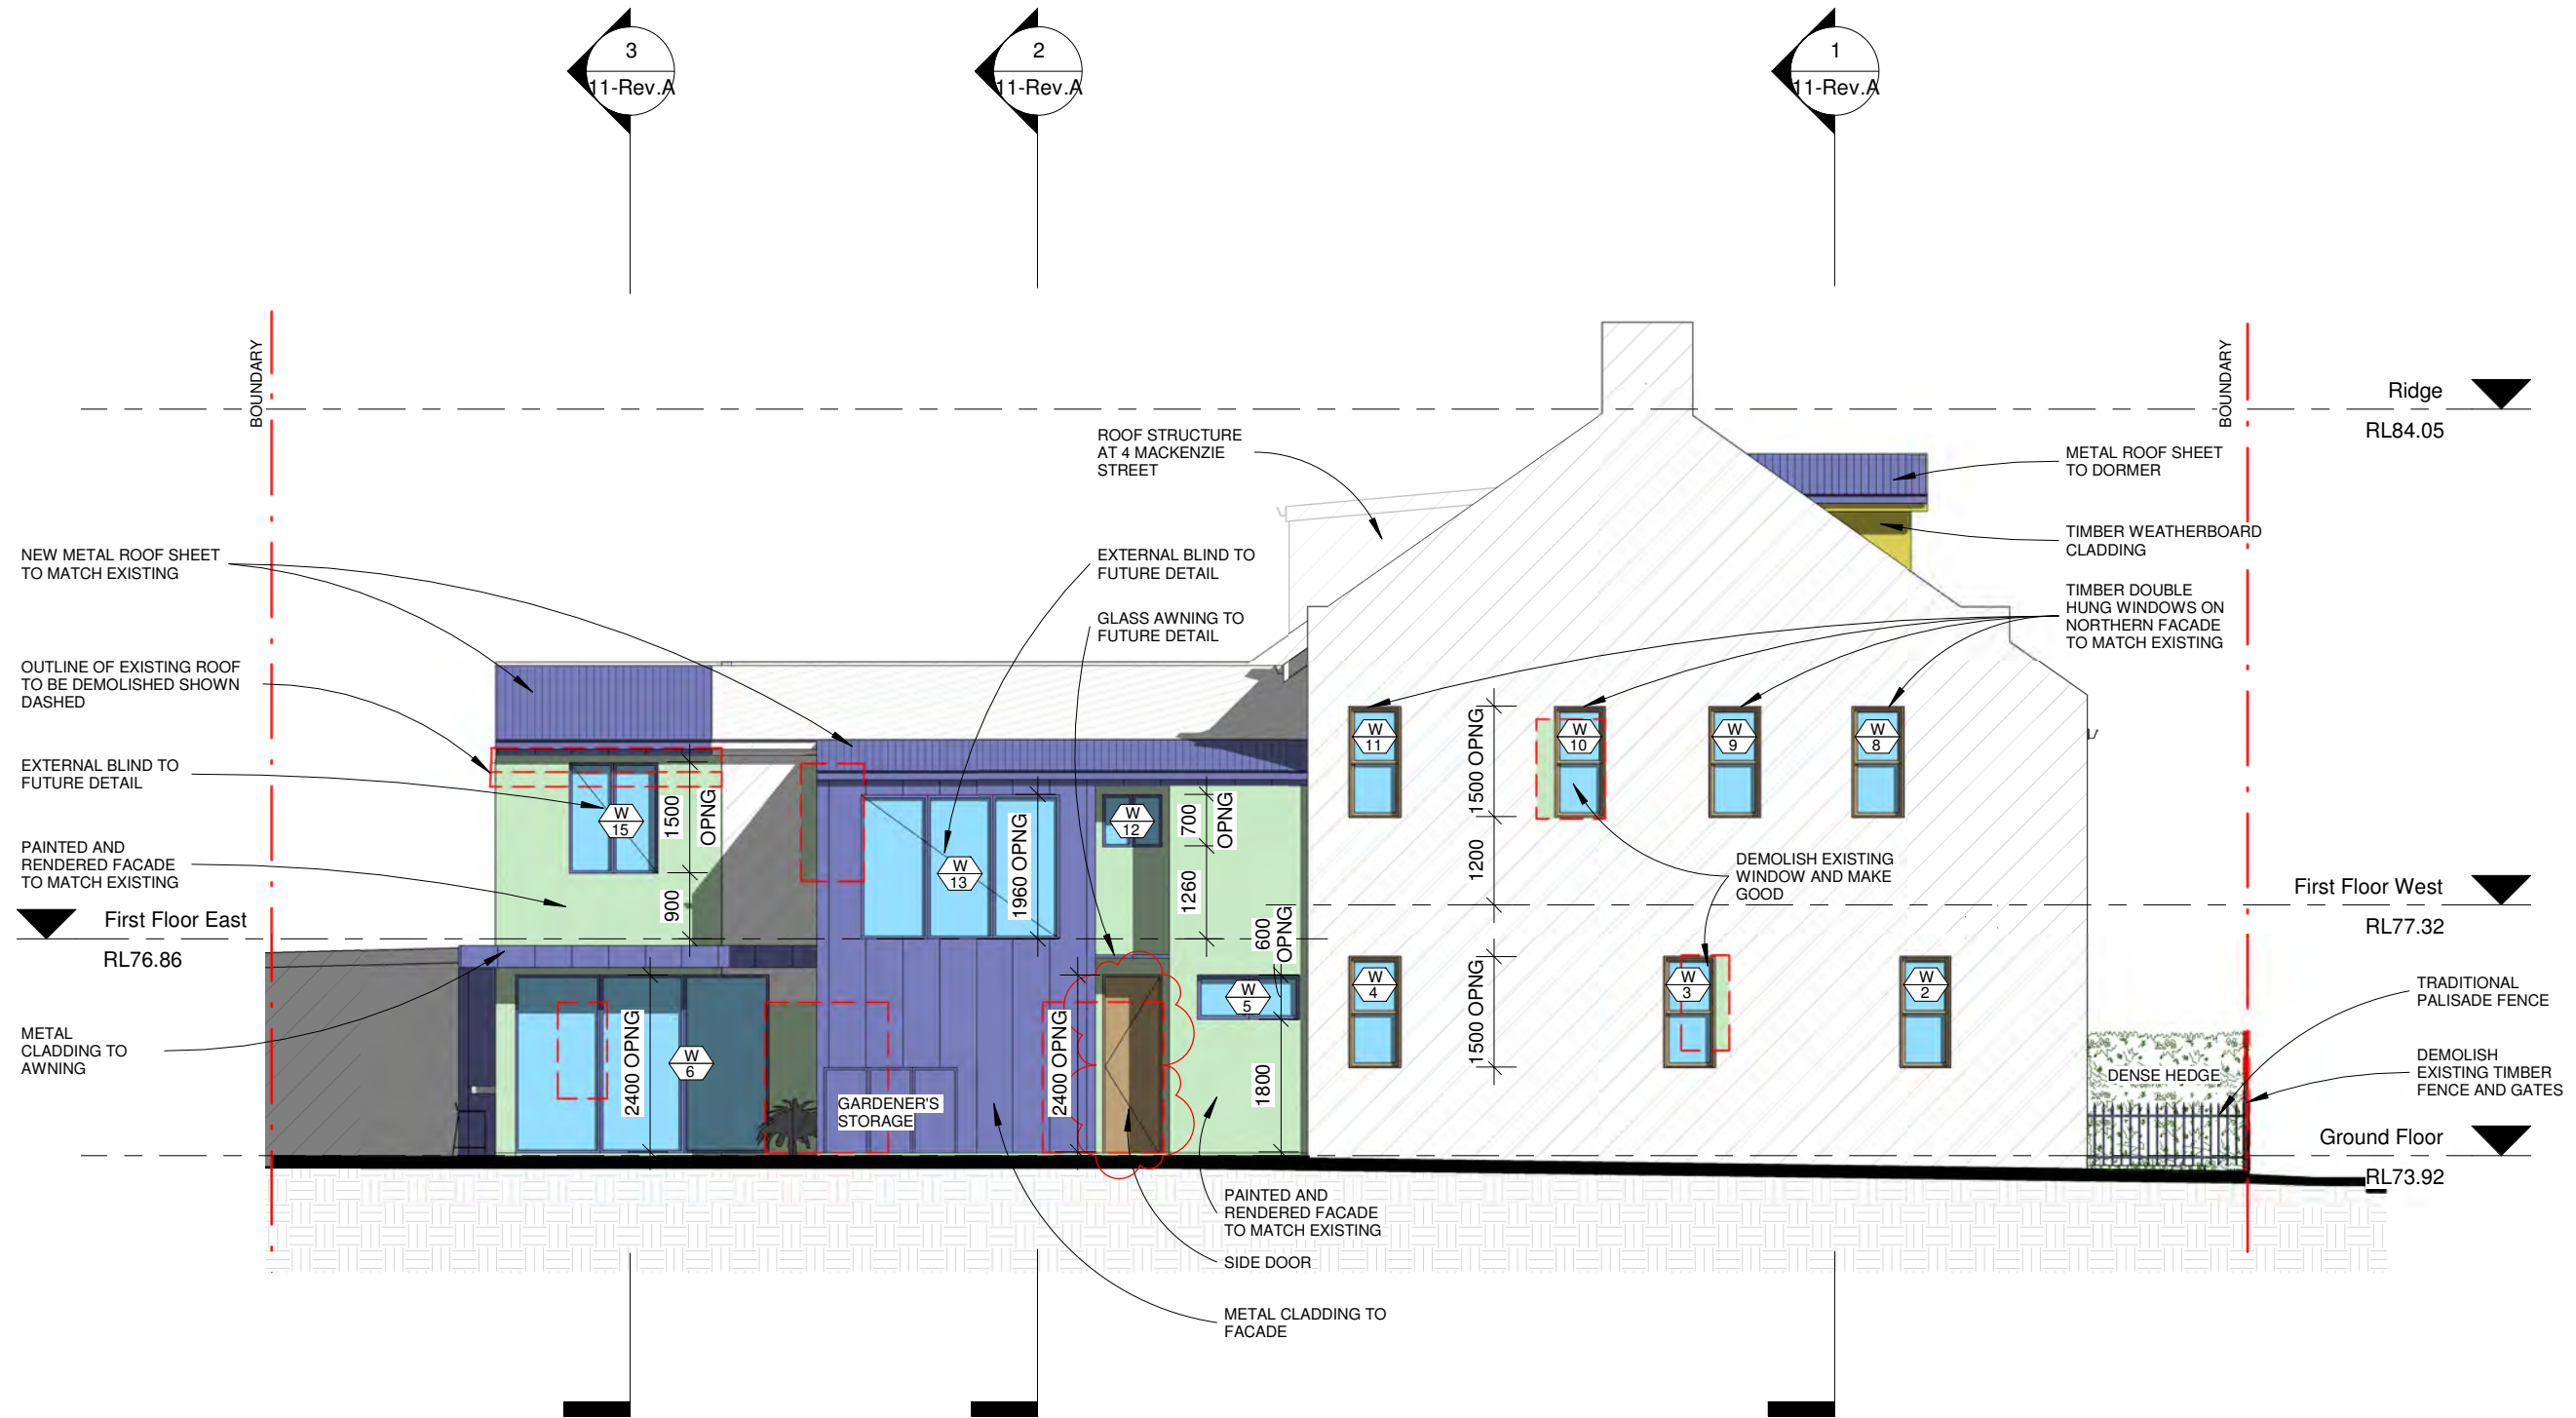 3
11-Rev.A
2
11-Rev.A
1
11-Rev.A
BOUNDARY
BOUNDARY
Ridge
RL84.05
ROOF STRUCTURE
AT 4 MACKENZIE
STREET
METAL ROOF SHEET
TO DORMER
TIMBER WEATHERBOARD
CLADDING
NEW METAL ROOF SHEET
TO MATCH EXISTING
EXTERNAL BLIND TO
FUTURE DETAIL
GLASS AWNING TO
FUTURE DETAIL
TIMBER DOUBLE
HUNG WINDOWS ON
NORTHERN FACADE
TO MATCH EXISTING
OUTLINE OF EXISTING ROOF
TO BE DEMOLISHED SHOWN
DASHED
EXTERNAL BLIND TO
FUTURE DETAIL
PAINTED AND
RENDERED FACADE
TO MATCH EXISTING
W
15
1500
OPNG
900
W
13
1960 OPNG
W
12
700
OPNG
1260
600
OPNG
W
11
1500 OPNG
1200
W
10
W
9
W
8
DEMOLISH EXISTING
WINDOW AND MAKE
GOOD
First Floor East
RL76.86
First Floor West
RL77.32
METAL
CLADDING TO
AWNING
2400 OPNG
W
6
GARDENER'S
STORAGE
2400 OPNG
W
5
1800
W
4
1500 OPNG
W
3
W
2
TRADITIONAL
PALISADE FENCE
DENSE HEDGE
DEMOLISH
EXISTING TIMBER
FENCE AND GATES
Ground Floor
RL73.92
PAINTED AND
RENDERED FACADE
TO MATCH EXISTING
SIDE DOOR
METAL CLADDING TO
FACADE